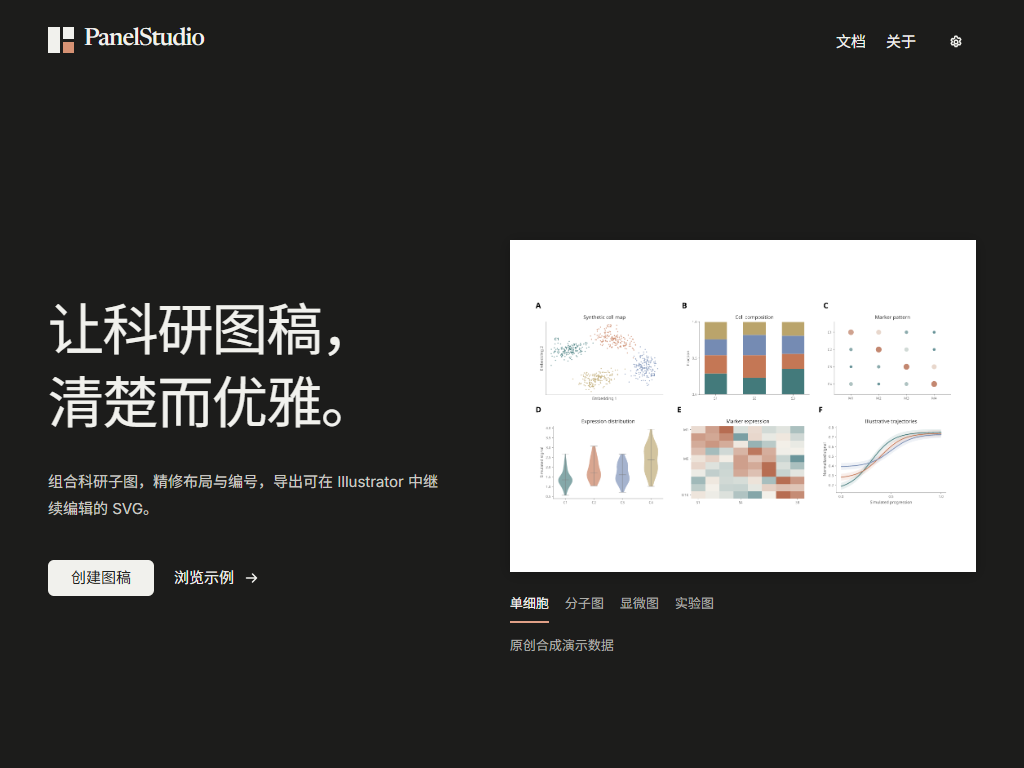 PanelStudio
文档
关于
让科研图稿，
清楚而优雅。
组合科研子图，精修布局与编号，导出可在 Illustrator 中继
续编辑的 SVG。
创建图稿
浏览示例 →
A
Synthetic cell map
Embedding 1
B
Cell composition
C
Marker pattern
D
Expression distribution
E
Marker expression
F
Illustrative trajectories
Simulated progression
单细胞
分子图
显微图
实验图
原创合成演示数据